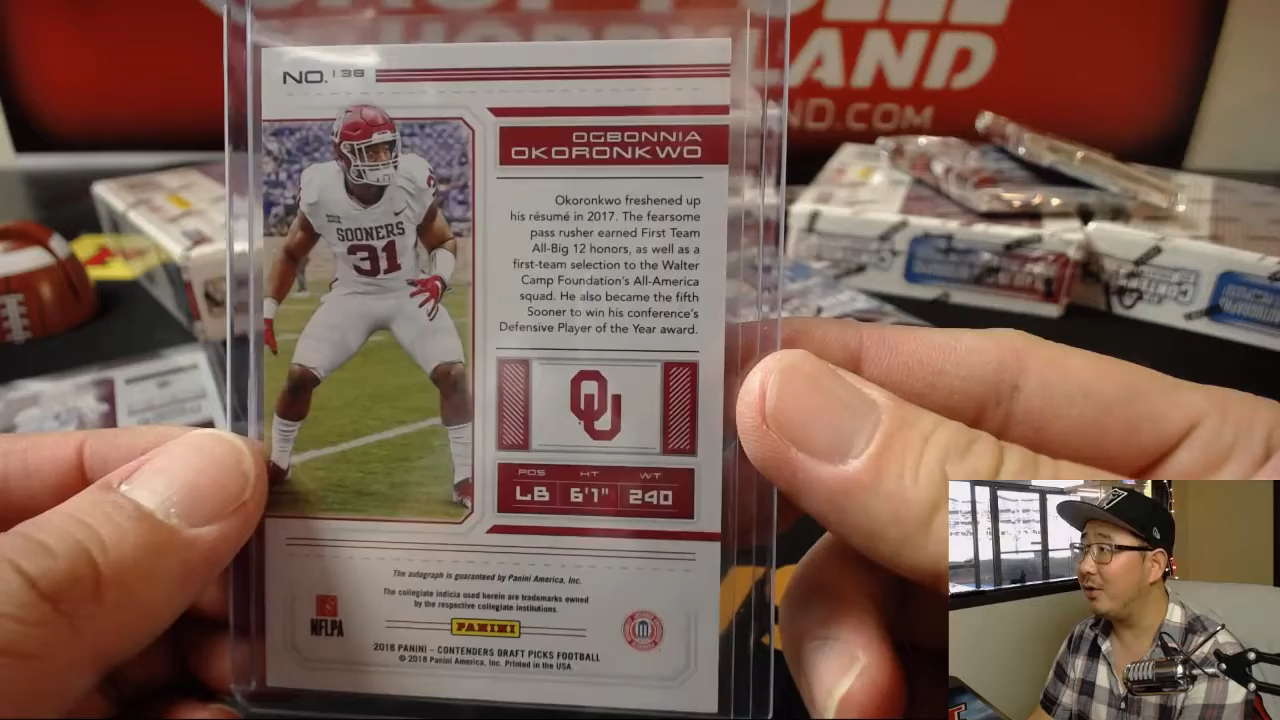 LAND
ND.COM
NO. 138
OGBONNIA
OKORONKWO
Okoronkwo freshened up
his résumé in 2017. The fearsome
pass rusher earned First Team
All-Big 12 honors, as well as a
first-team selection to the Walter
Camp Foundation's All-America
squad. He also became the fifth
Sooner to win his conference's
Defensive Player of the Year award.
SOONERS
31
OU
POS HT WT
LB 6'1" 240
The autograph is guaranteed by Panini America, Inc.
The collegiate indicia used herein are trademarks owned
by the respective collegiate institutions.
NFLPA
PANINI
2018 PANINI - CONTENDERS DRAFT PICKS FOOTBALL
© 2018 Panini America, Inc. Printed in the USA.